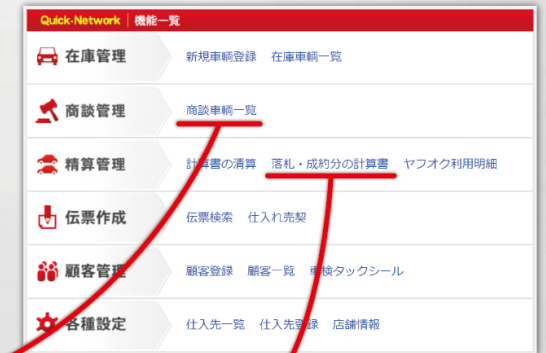 Quick-Network 機能一覧
在庫管理 新規車輌登録 在庫車輌一覧
商談管理 商談車輌一覧
精算管理 計算書の清算 落札・成約分の計算書 ヤフオク利用明細
伝票作成 伝票検索 仕入れ売契
顧客管理 顧客登録 顧客一覧 車検タックシール
各種設定 仕入先一覧 仕入先登録 店舗情報